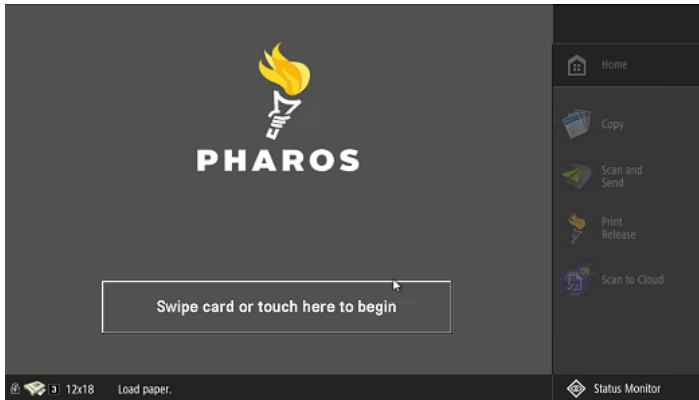 PHAROS
Swipe card or touch here to begin
Home
Copy
Scan and
Send
Print
Release
Scan to Cloud
3 12x18 Load paper.
Status Monitor